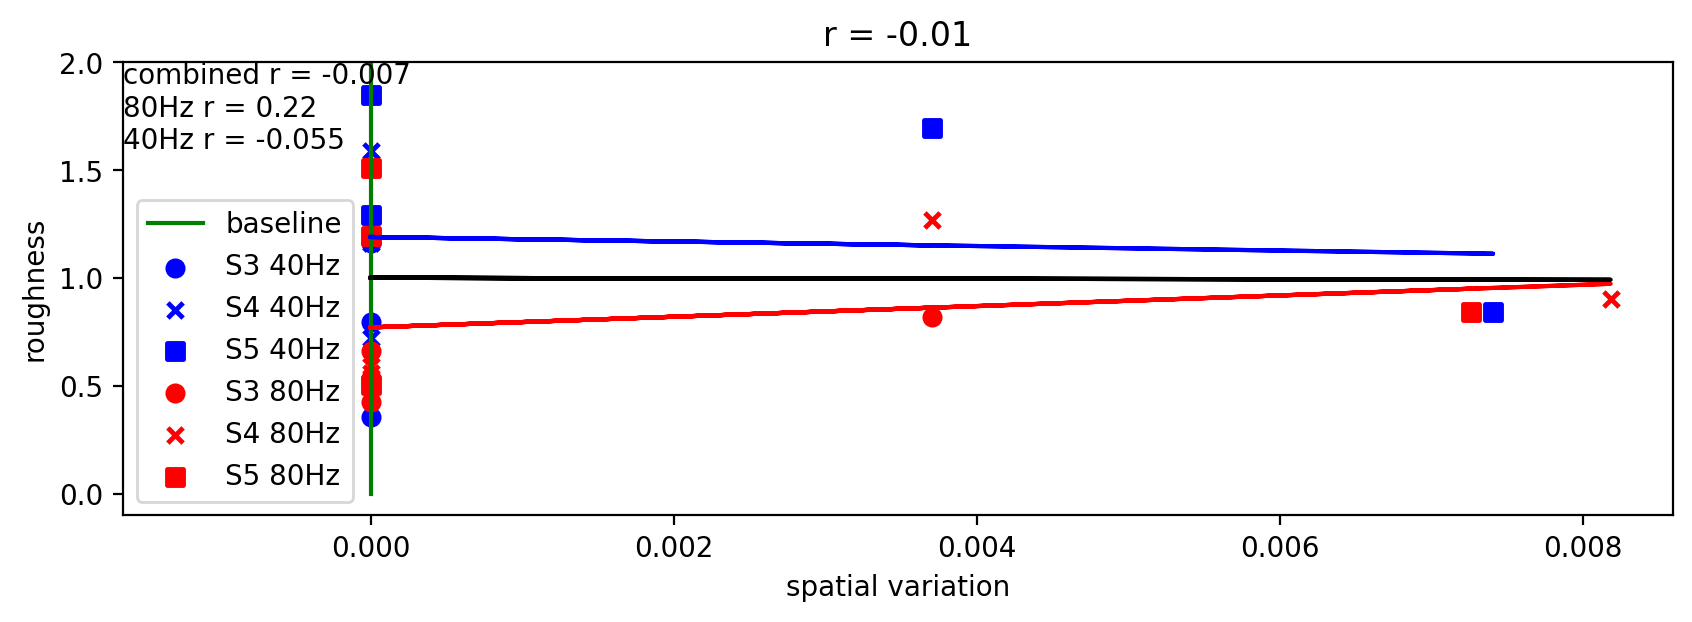 r = -0.01
combined r = -0.007
80Hz r = 0.22
40Hz r = -0.055
2.0
1.5
1.0
0.5
0.0
roughness
baseline
S3 40Hz
S4 40Hz
S5 40Hz
S3 80Hz
S4 80Hz
S5 80Hz
0.000 0.002 0.004 0.006 0.008
spatial variation